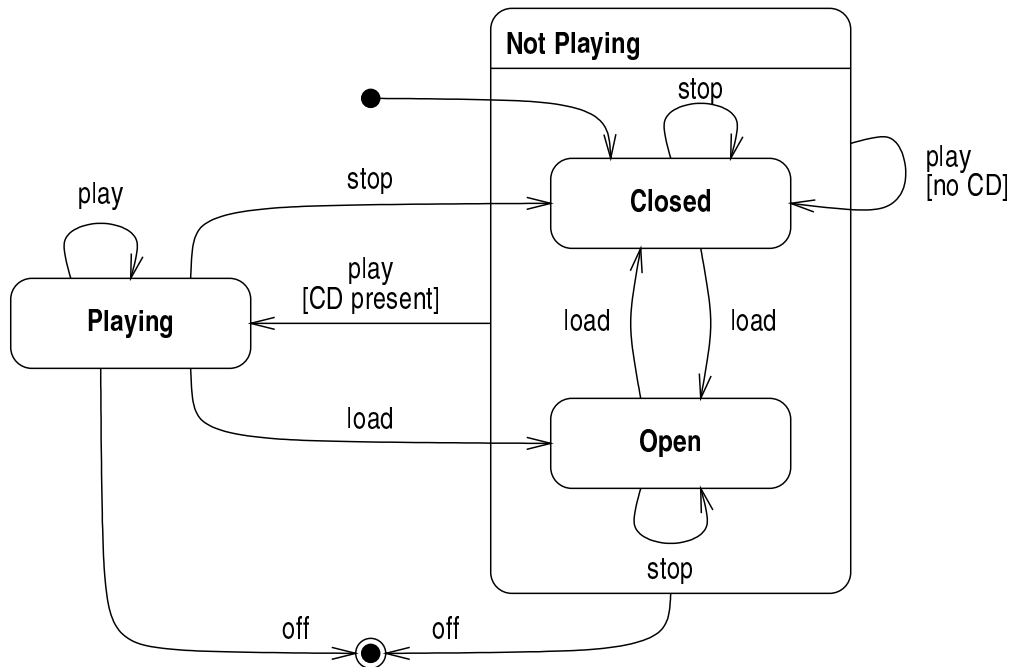 Not Playing
stop
play
[no CD]
Closed
stop
play
play
[CD present]
Playing
load
load
load
Open
stop
off
off